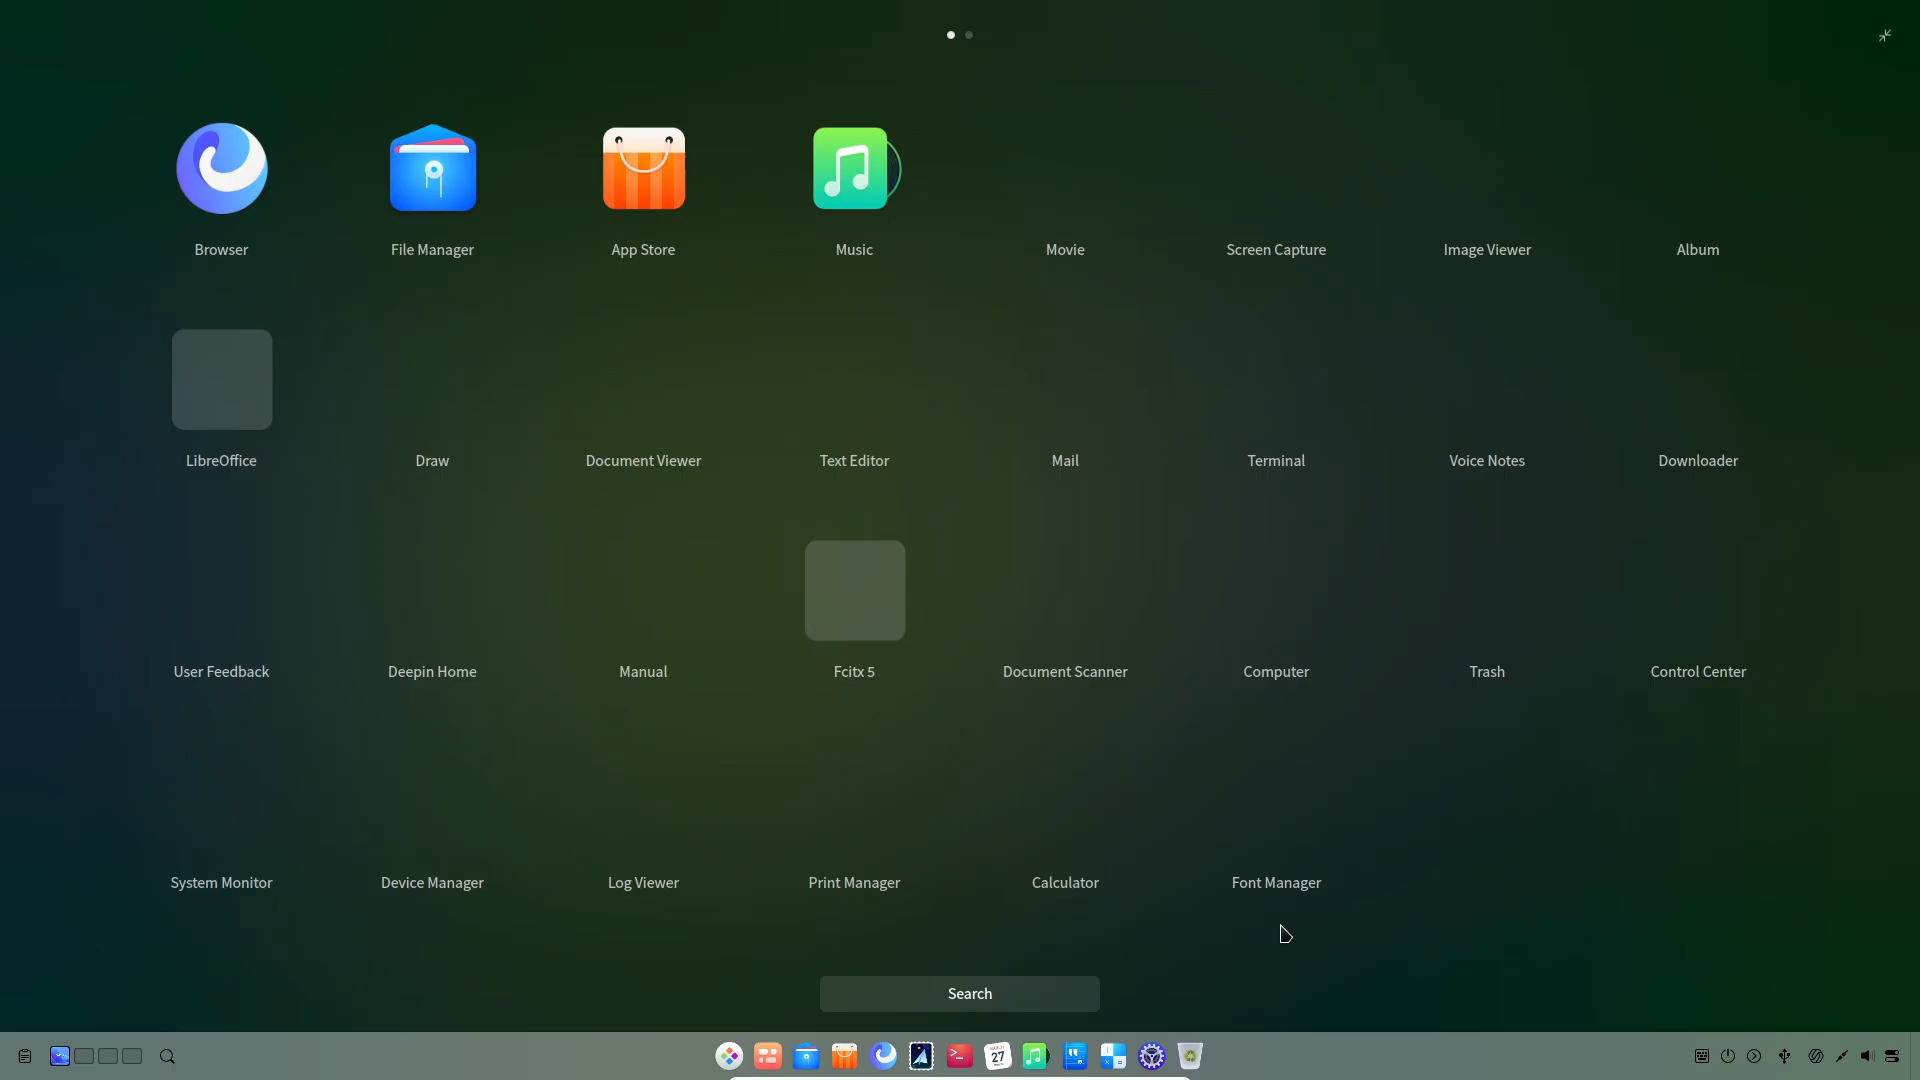 Browser
File Manager
App Store
Music
Movie
Screen Capture
Image Viewer
Album
LibreOffice
Draw
Document Viewer
Text Editor
Mail
Terminal
Voice Notes
Downloader
User Feedback
Deepin Home
Manual
Fcitx 5
Document Scanner
Computer
Trash
Control Center
System Monitor
Device Manager
Log Viewer
Print Manager
Calculator
Font Manager
Search
27